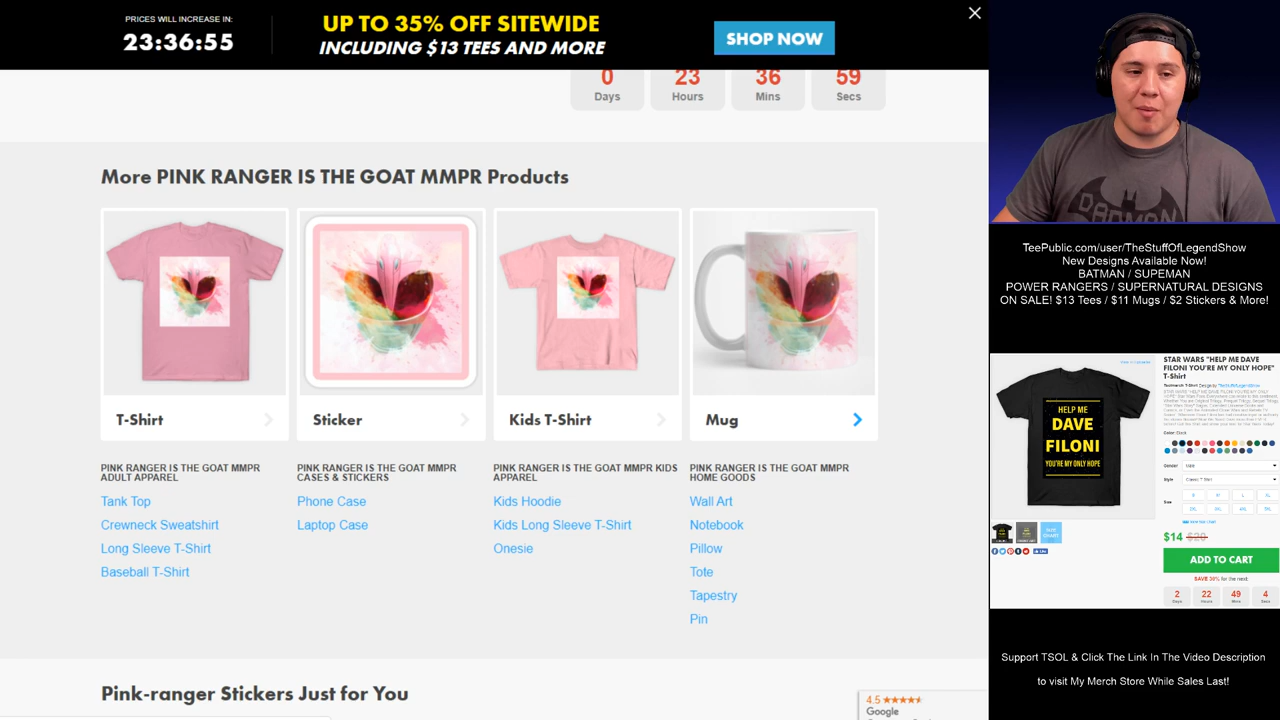 PRICES WILL INCREASE IN:
23:36:55
UP TO 35% OFF SITEWIDE
INCLUDING $13 TEES AND MORE
SHOP NOW
0
Days
23
Hours
36
Mins
59
Secs
More PINK RANGER IS THE GOAT MMPR Products
T-Shirt
Sticker
Kids T-Shirt
Mug
PINK RANGER IS THE GOAT MMPR
ADULT APPAREL
Tank Top
Crewneck Sweatshirt
Long Sleeve T-Shirt
Baseball T-Shirt
PINK RANGER IS THE GOAT MMPR
CASES & STICKERS
Phone Case
Laptop Case
PINK RANGER IS THE GOAT MMPR KIDS
APPAREL
Kids Hoodie
Kids Long Sleeve T-Shirt
Onesie
PINK RANGER IS THE GOAT MMPR
HOME GOODS
Wall Art
Notebook
Pillow
Tote
Tapestry
Pin
Pink-ranger Stickers Just for You
4.5
Google
TeePublic.com/user/TheStuffOfLegendShow
New Designs Available Now!
BATMAN / SUPEMAN
POWER RANGERS / SUPERNATURAL DESIGNS
ON SALE! $13 Tees / $11 Mugs / $2 Stickers & More!
STAR WARS "HELP ME DAVE
FILONI YOU'RE MY ONLY HOPE"
T-Shirt
HELP ME
DAVE
FILONI
YOU'RE MY ONLY HOPE
$14 $20
ADD TO CART
SAVE 30% for the next:
2
Days
22
Hours
49
Mins
4
Secs
Support TSOL & Click The Link In The Video Description
to visit My Merch Store While Sales Last!